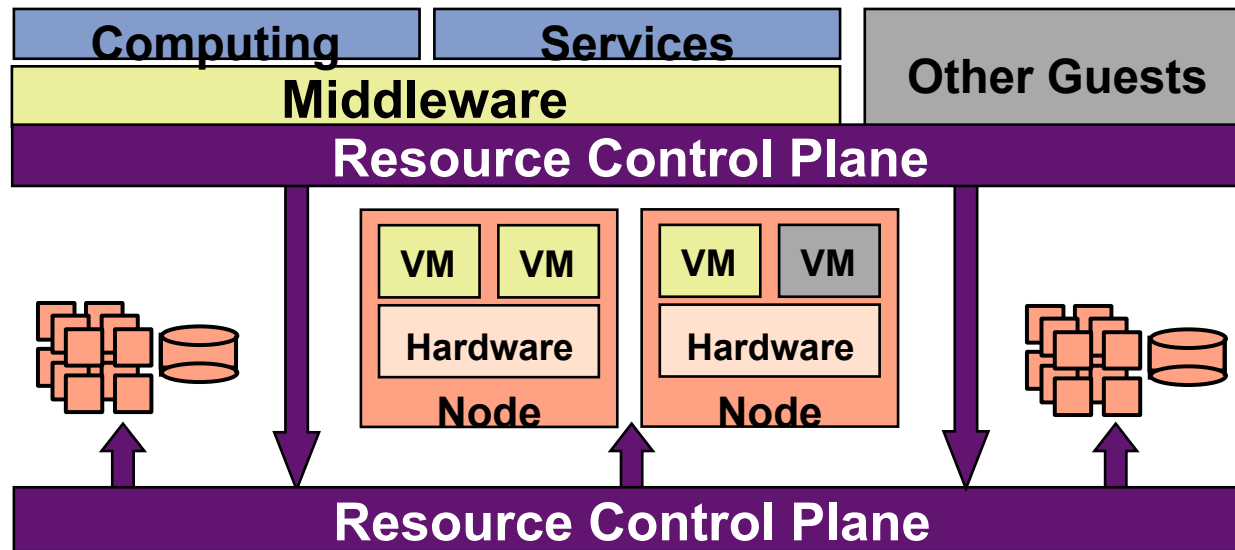 Computing
Services
Middleware
Other Guests
Resource Control Plane
VM
VM
Hardware
Node
VM
VM
Hardware
Node
Resource Control Plane